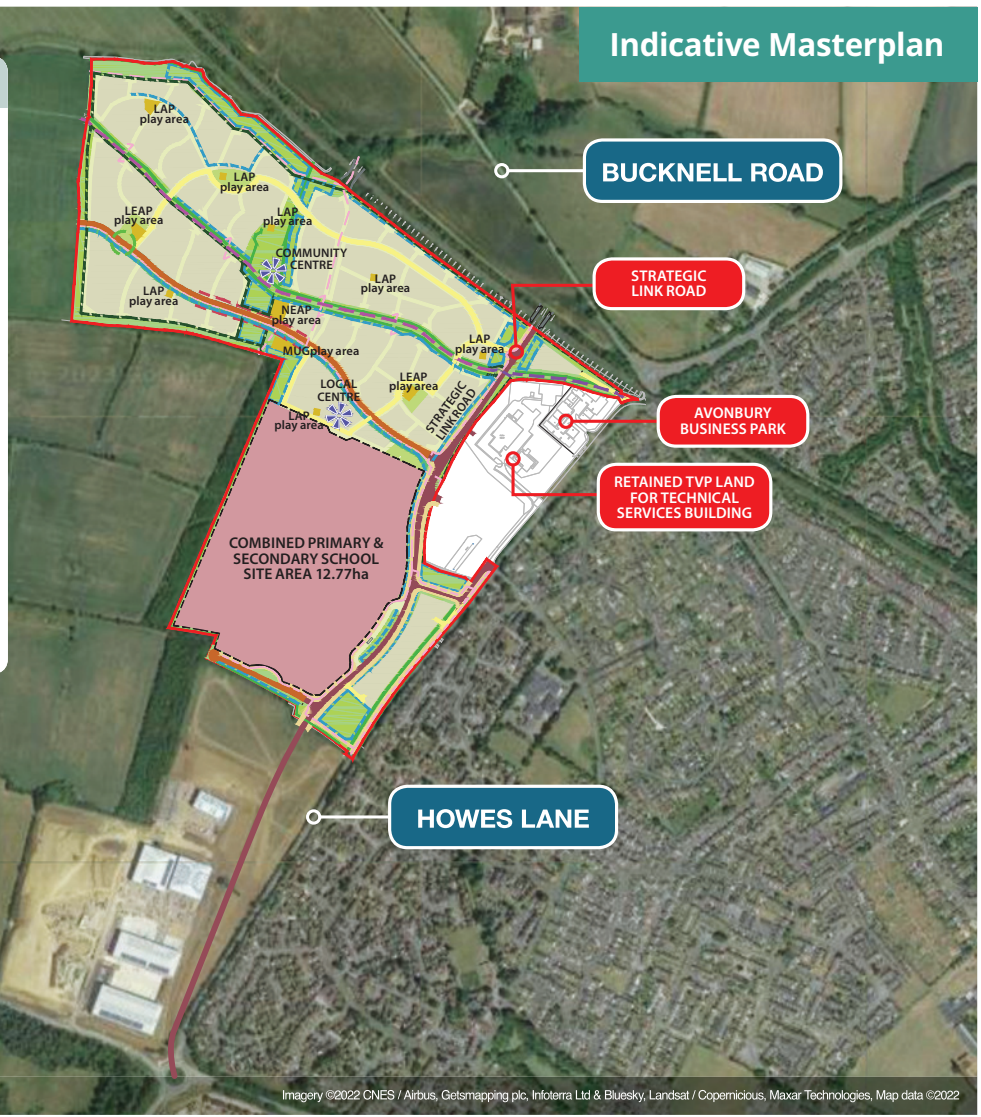 Indicative Masterplan
LAP
play area
BUCKNELL ROAD
LAP
play area
LEAP
play area
LAP
play area
COMMUNITY
CENTRE
STRATEGIC
LINK ROAD
LAP
play area
LAP
play area
NEAP
play area
MUGplay area
LAP
play area
LEAP
play area
LOCAL
CENTRE
STRATEGIC
LINK ROAD
LAP
play area
AVONBURY
BUSINESS PARK
RETAINED TVP LAND
FOR TECHNICAL
SERVICES BUILDING
COMBINED PRIMARY &
SECONDARY SCHOOL
SITE AREA 12.77ha
HOWES LANE
Imagery ©2022 CNES / Airbus, Getsmapping plc, Infoterra Ltd & Bluesky, Landsat / Copernicious, Maxar Technologies, Map data ©2022